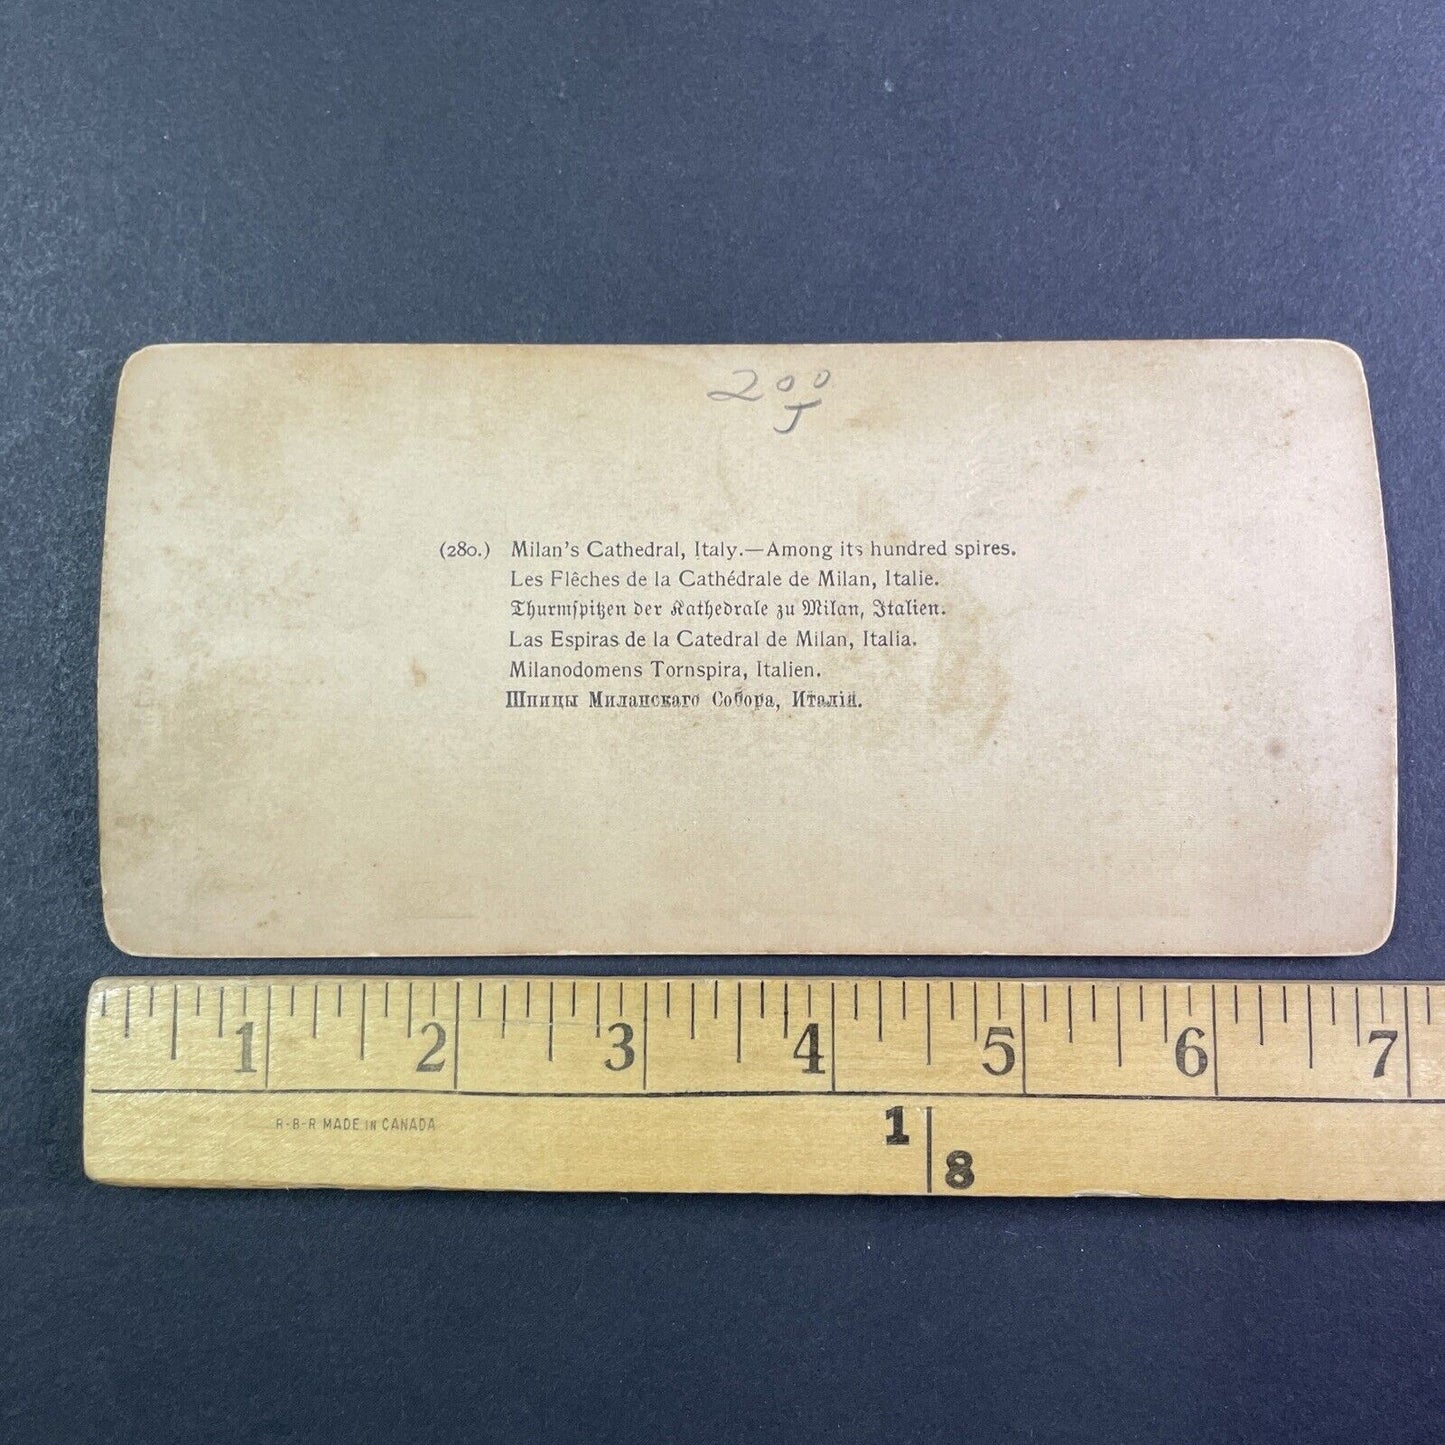 200
J
(280.) Milan's Cathedral, Italy.—Among its hundred spires.
Les Flêches de la Cathédrale de Milan, Italie.
Thurmſpitzen der Kathedrale zu Milan, Italien.
Las Espiras de la Catedral de Milan, Italia.
Milanodomens Tornspira, Italien.
Шпицы Миланскаго Собора, Италія.
1 2 3 4 5 6 7
R-B-R MADE IN CANADA
1
8